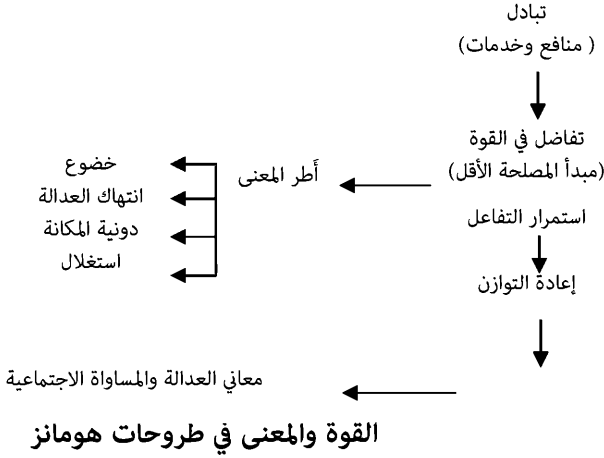 تبادل
( منافع وخدمات)
تفاضل في القوة
(مبدأ المصلحة الأقل)
أَطر المعنى
خضوع
انتهاك العدالة
دونية المكانة
استغلال
استمرار التفاعل
إعادة التوازن
معاني العدالة والمساواة الاجتماعية
القوة والمعنى في طروحات هومانز